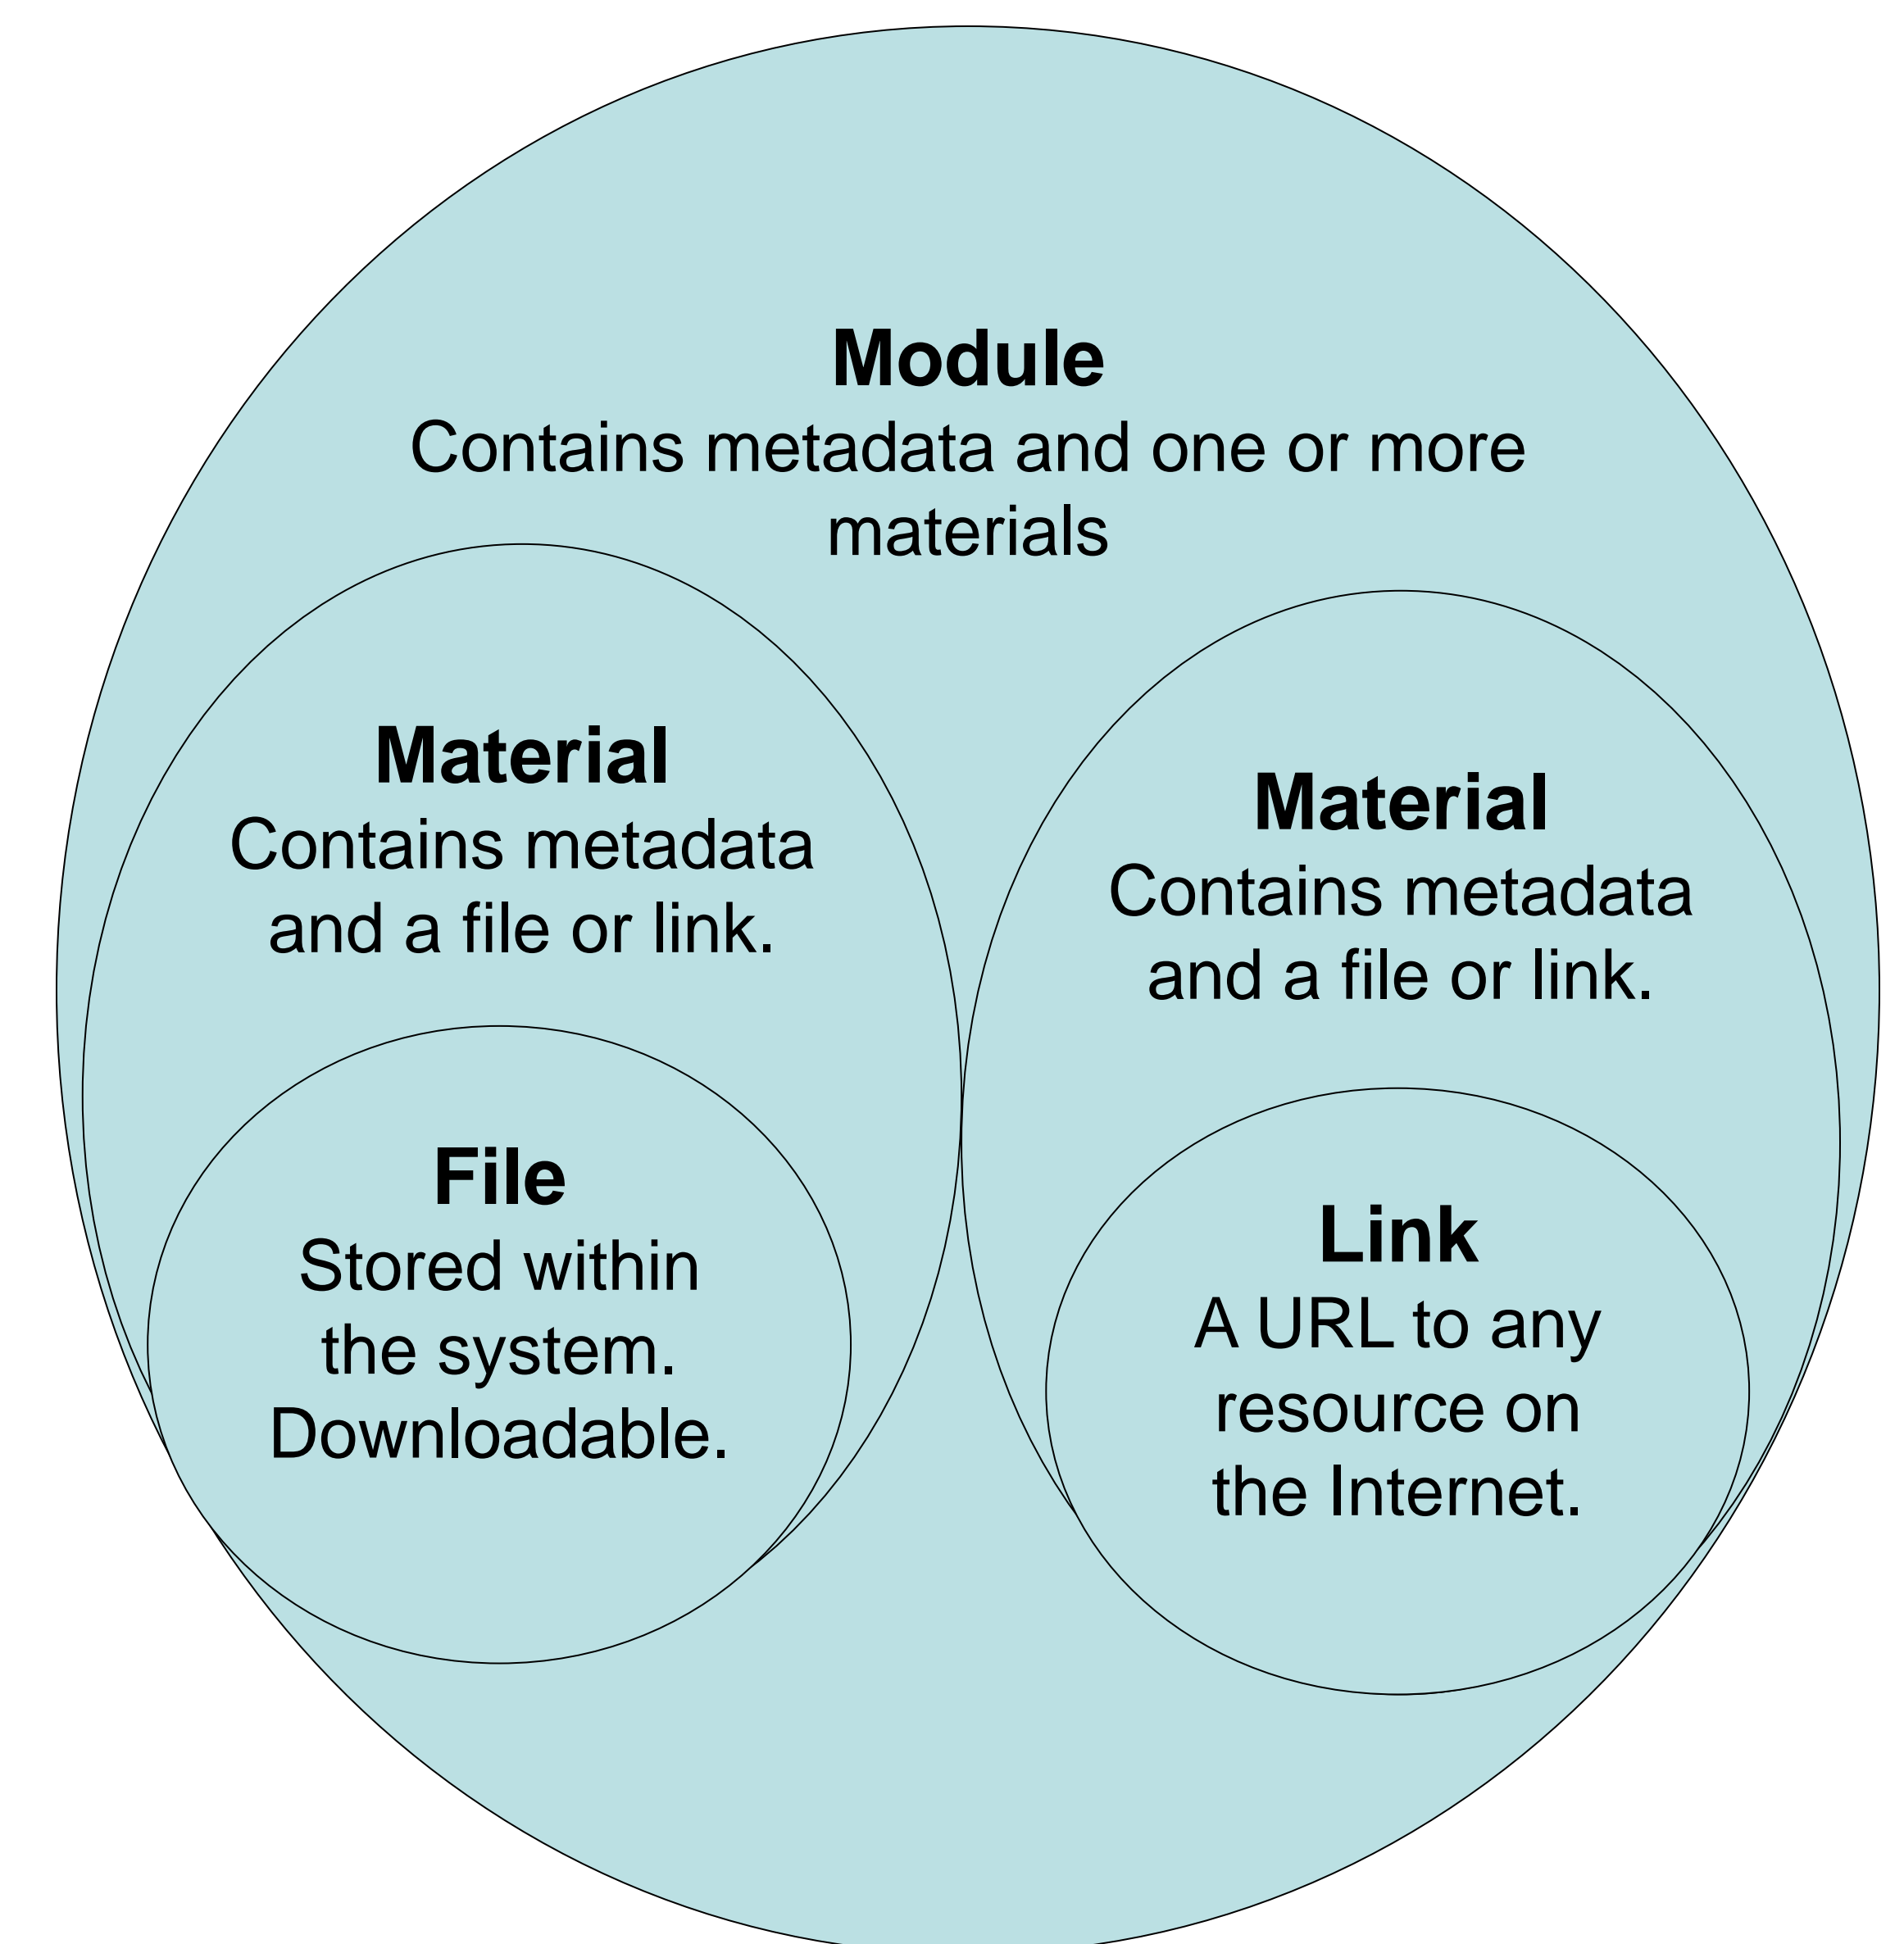 Module
Contains metadata and one or more
materials
Material
Contains metadata
and a file or link.
Material
Contains metadata
and a file or link.
File
Stored within
the system.
Downloadable.
Link
A URL to any
resource on
the Internet.